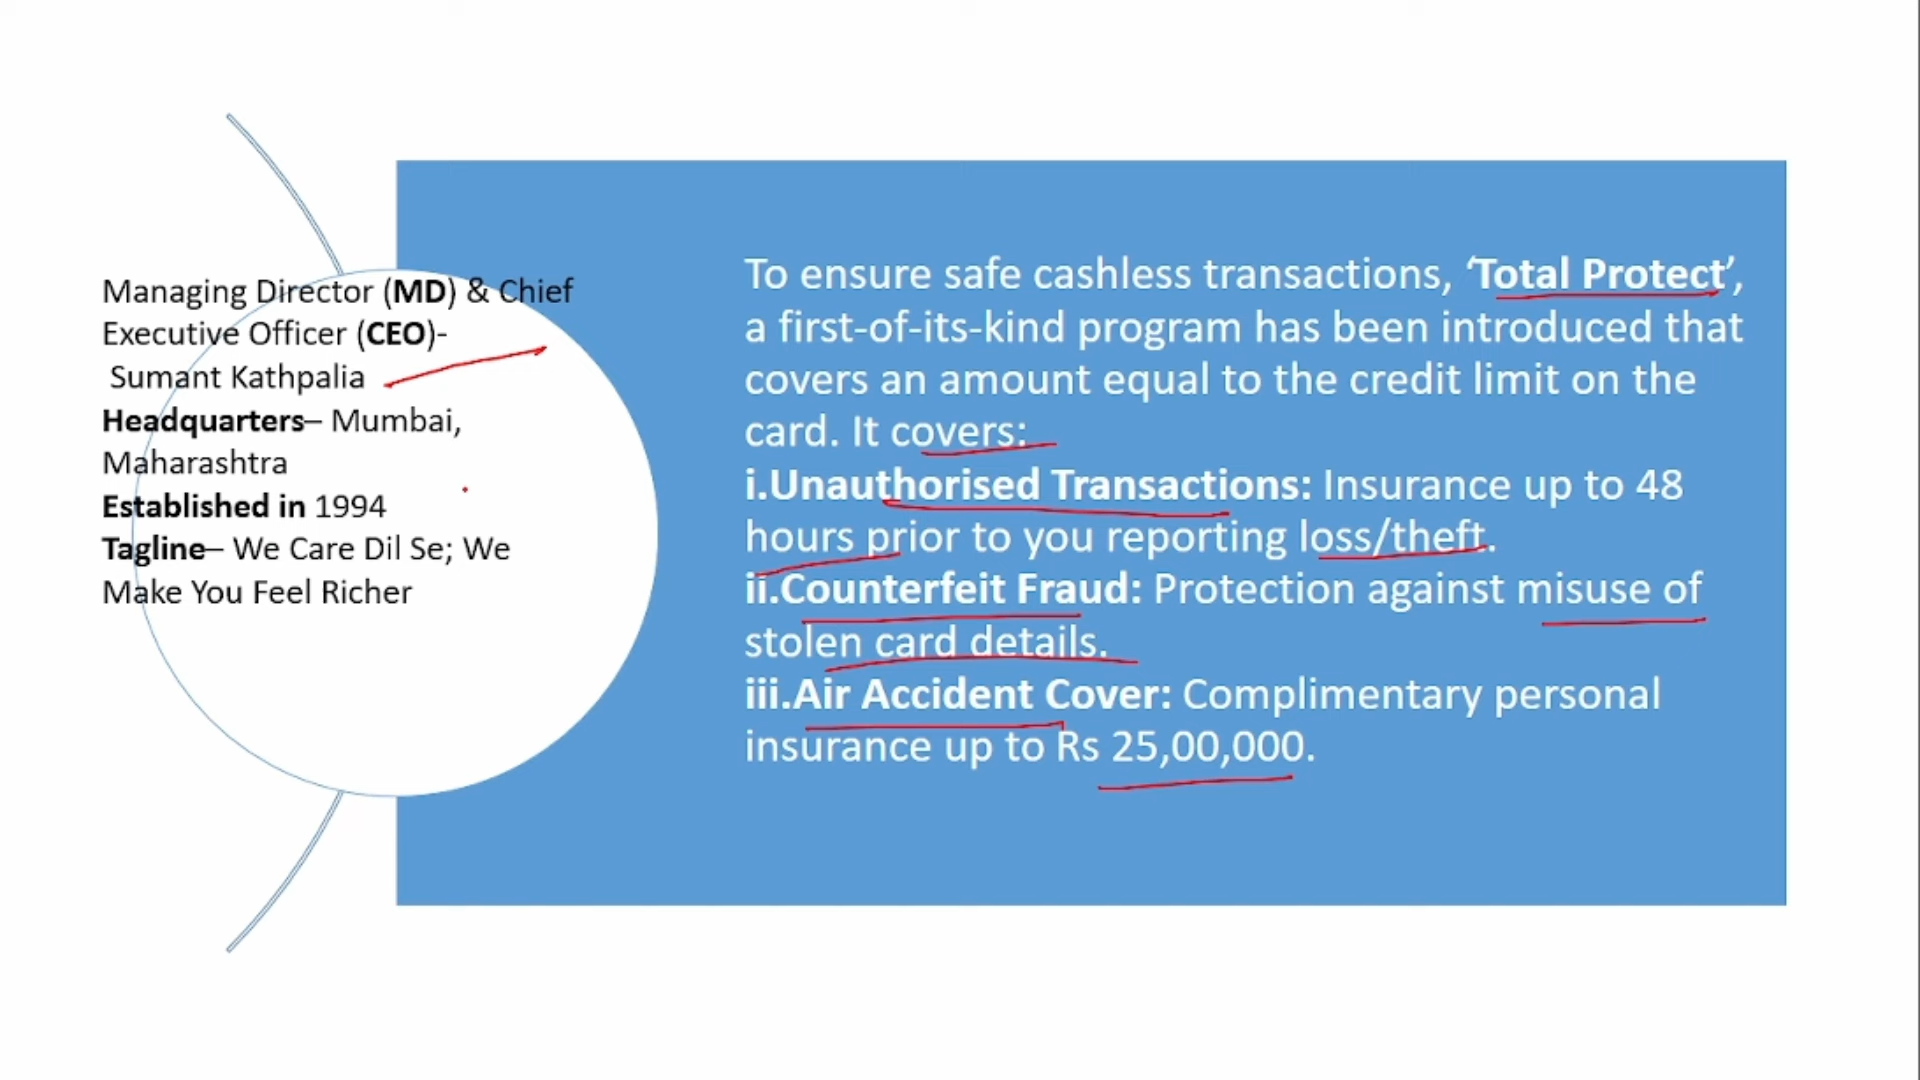 Managing Director (MD) & Chief
Executive Officer (CEO)-
Sumant Kathpalia
Headquarters– Mumbai,
Maharashtra
Established in 1994
Tagline– We Care Dil Se; We
Make You Feel Richer
To ensure safe cashless transactions, ‘Total Protect’,
a first-of-its-kind program has been introduced that
covers an amount equal to the credit limit on the
card. It covers:
i.Unauthorised Transactions: Insurance up to 48
hours prior to you reporting loss/theft.
ii.Counterfeit Fraud: Protection against misuse of
stolen card details.
iii.Air Accident Cover: Complimentary personal
insurance up to Rs 25,00,000.